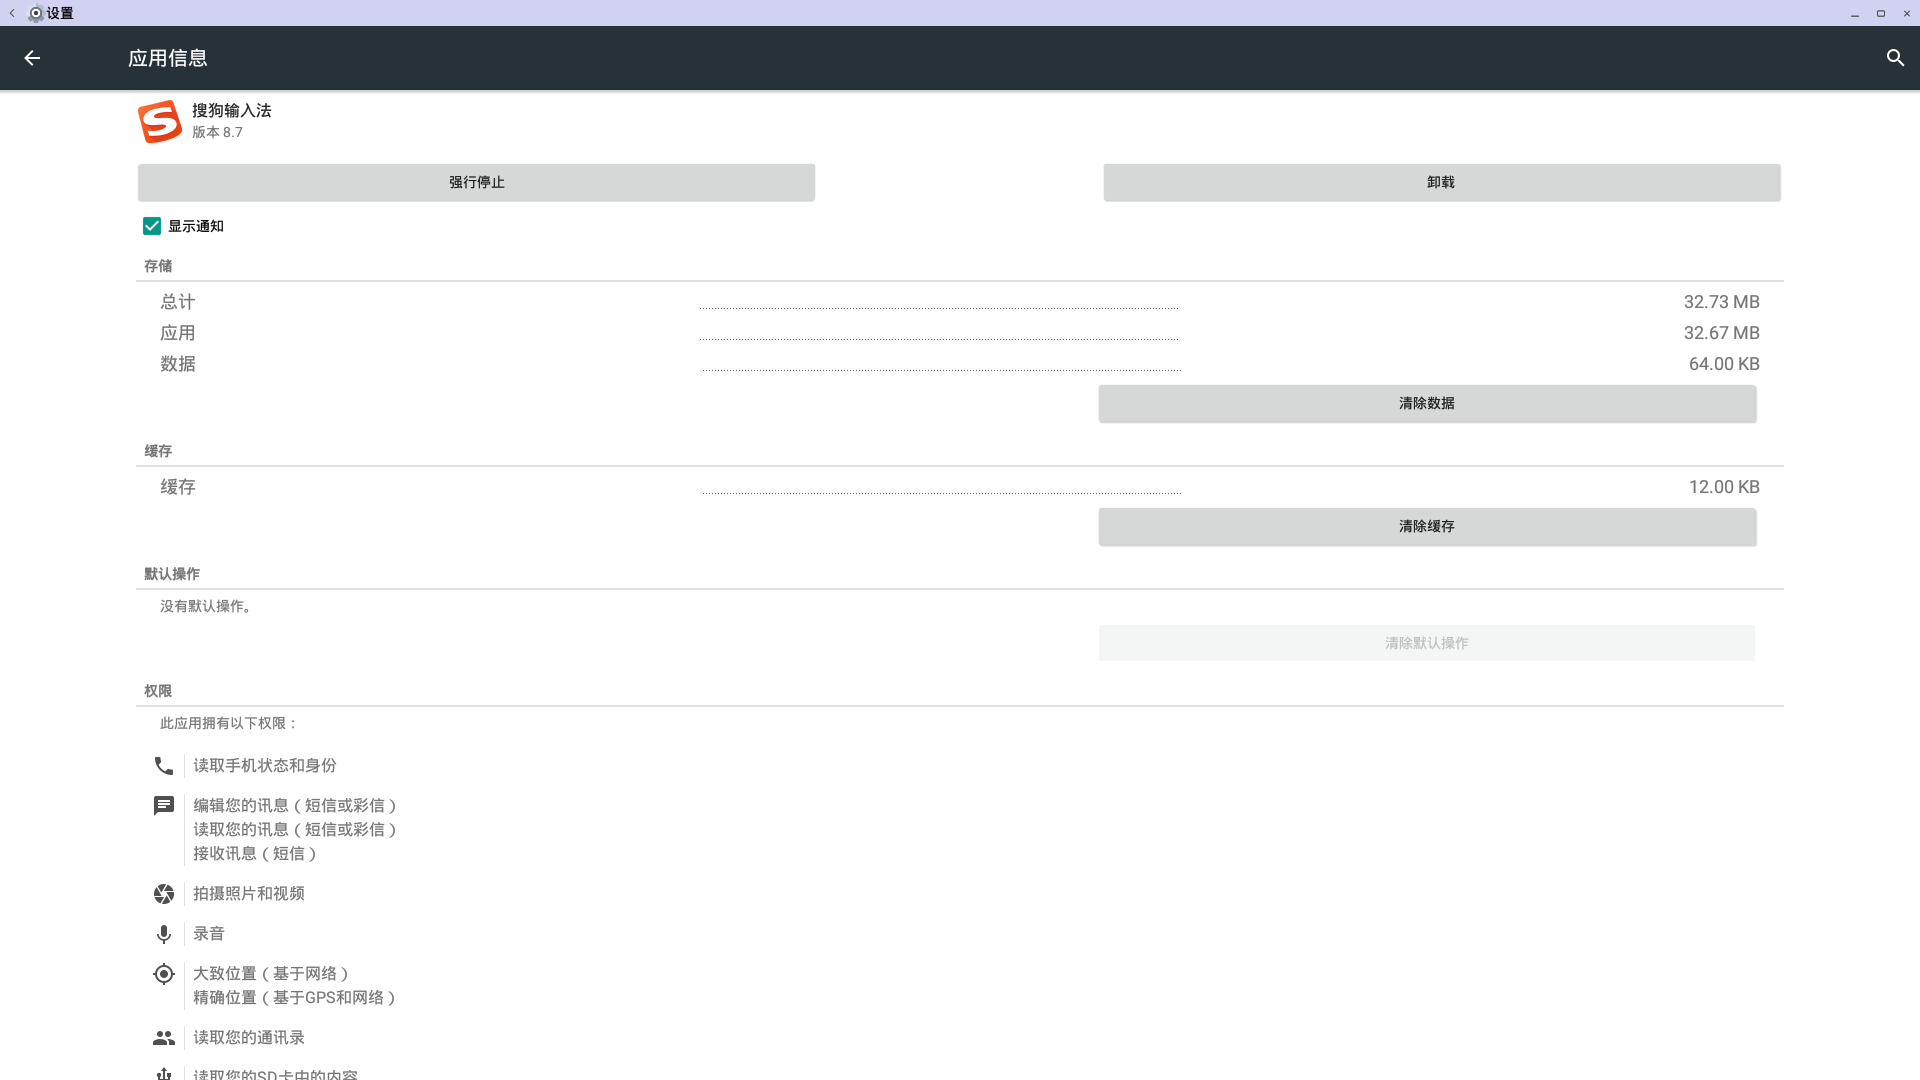 设置
应用信息
搜狗输入法
版本 8.7
强行停止
卸载
显示通知
存储
总计 32.73 MB
应用 32.67 MB
数据 64.00 KB
清除数据
缓存
缓存 12.00 KB
清除缓存
默认操作
没有默认操作。
清除默认操作
权限
此应用拥有以下权限：
读取手机状态和身份
编辑您的讯息（短信或彩信）
读取您的讯息（短信或彩信）
接收讯息（短信）
拍摄照片和视频
录音
大致位置（基于网络）
精确位置（基于GPS和网络）
读取您的通讯录
读取您的SD卡中的内容